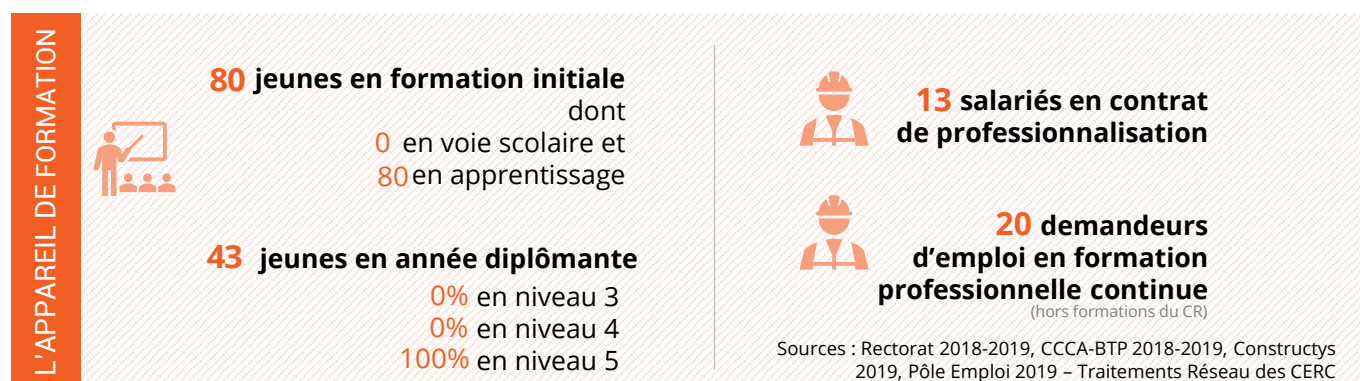 L'APPAREIL DE FORMATION
80 jeunes en formation initiale
dont
0 en voie scolaire et
80 en apprentissage
43 jeunes en année diplômante
0% en niveau 3
0% en niveau 4
100% en niveau 5
13 salariés en contrat
de professionnalisation
20 demandeurs
d’emploi en formation
professionnelle continue
(hors formations du CR)
Sources : Rectorat 2018-2019, CCCA-BTP 2018-2019, Constructys
2019, Pôle Emploi 2019 – Traitements Réseau des CERC